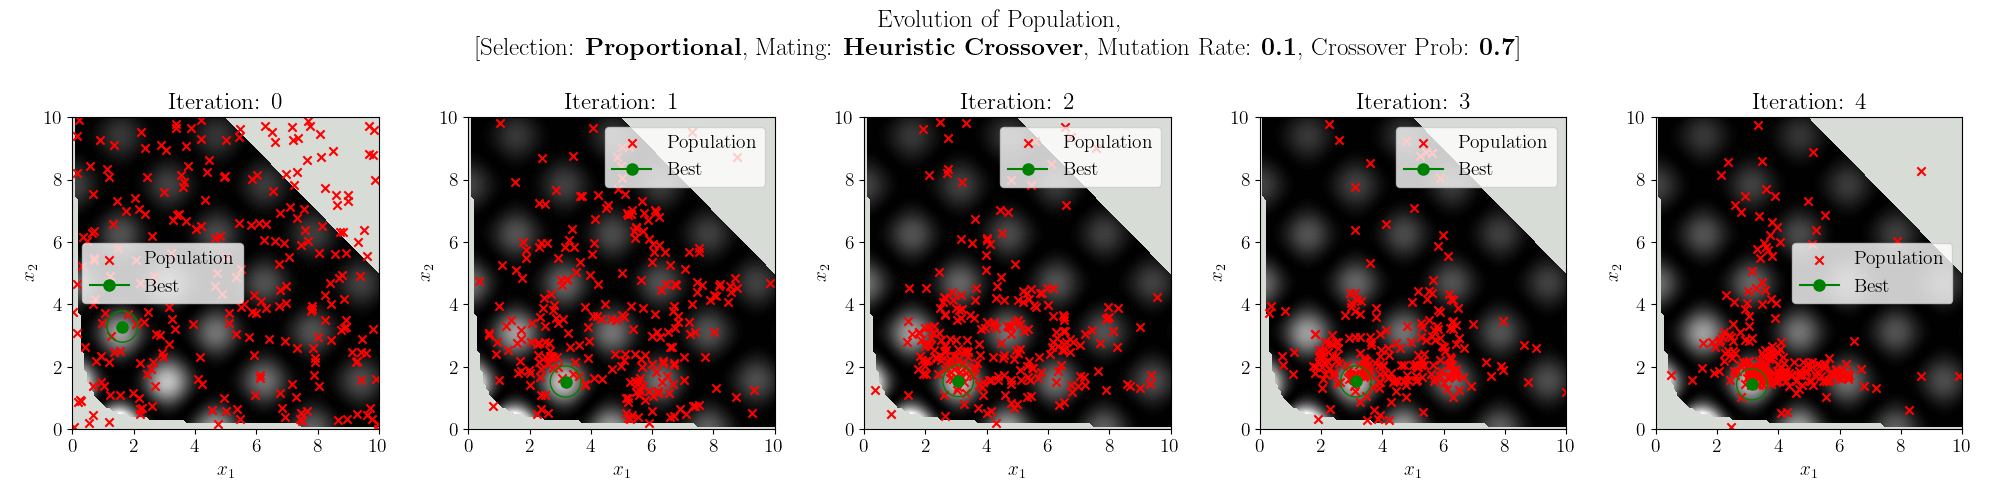 Evolution of Population,
[Selection: Proportional, Mating: Heuristic Crossover, Mutation Rate: 0.1, Crossover Prob: 0.7]
Iteration: 0
10
8
6
4
2
0
x2
Population
Best
0 2 4 6 8 10
x1
Iteration: 1
10
8
6
4
2
0
x2
Population
Best
0 2 4 6 8 10
x1
Iteration: 2
10
8
6
4
2
0
x2
Population
Best
0 2 4 6 8 10
x1
Iteration: 3
10
8
6
4
2
0
x2
Population
Best
0 2 4 6 8 10
x1
Iteration: 4
10
8
6
4
2
0
x2
Population
Best
0 2 4 6 8 10
x1